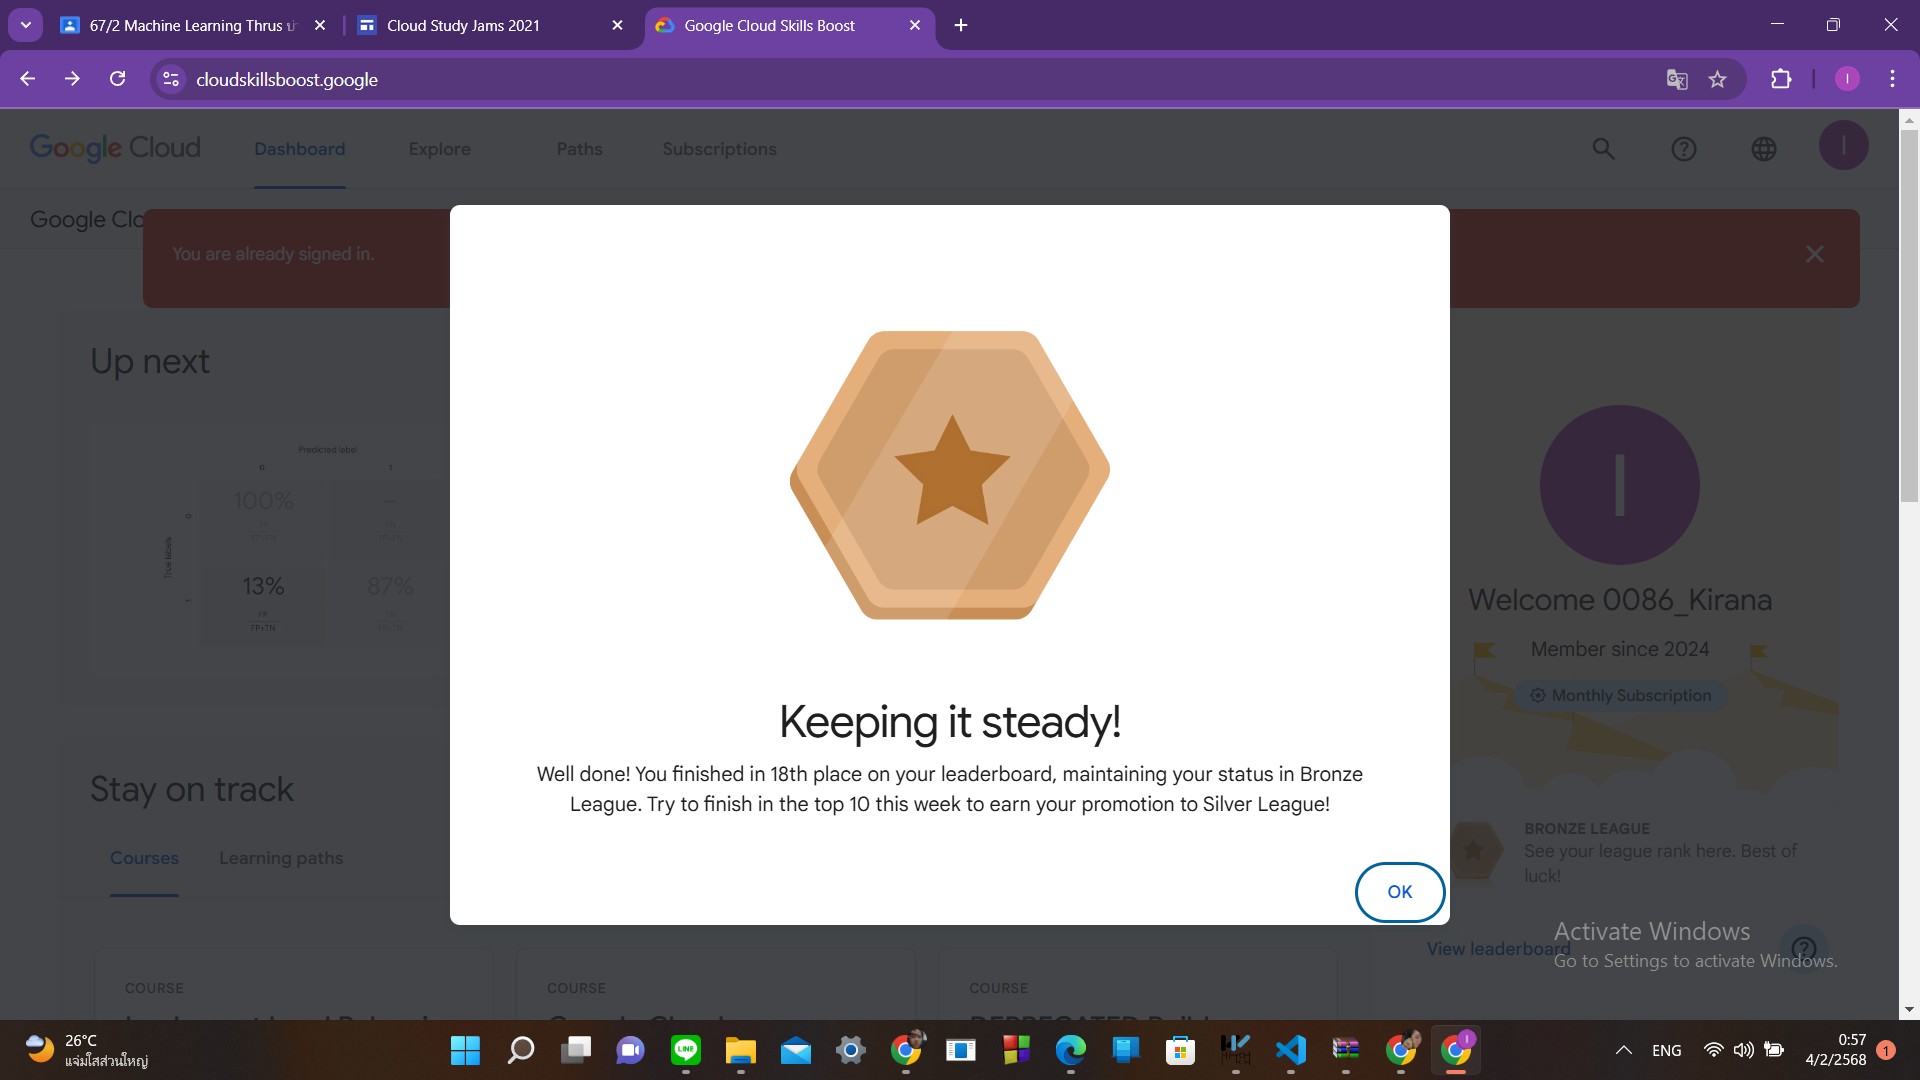 67/2 Machine Learning Thrus
Cloud Study Jams 2021
Google Cloud Skills Boost
cloudskillsboost.google
Google Cloud
Dashboard
Explore
Paths
Subscriptions
Google Clo
You are already signed in.
Up next
Predicted label
0
1
100%
True labels
0
13%
87%
1
FP
FP+TN
Keeping it steady!
Well done! You finished in 18th place on your leaderboard, maintaining your status in Bronze
League. Try to finish in the top 10 this week to earn your promotion to Silver League!
OK
I
Welcome 0086_Kirana
Member since 2024
Monthly Subscription
BRONZE LEAGUE
See your league rank here. Best of
luck!
View leaderboard
Activate Windows
Go to Settings to activate Windows.
Stay on track
Courses
Learning paths
COURSE
COURSE
COURSE
26°C
แจ่มใสส่วนใหญ่
LINE
ENG
0:57
4/2/2568
1